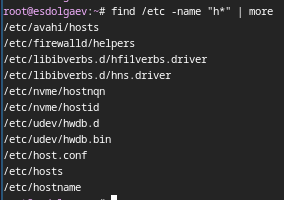 root@esdolgaev:~# find /etc -name "h*" | more
/etc/avahi/hosts
/etc/firewalld/helpers
/etc/libibverbs.d/hfi1verbs.driver
/etc/libibverbs.d/hns.driver
/etc/nvme/hostnqn
/etc/nvme/hostid
/etc/udev/hwdb.d
/etc/udev/hwdb.bin
/etc/host.conf
/etc/hosts
/etc/hostname